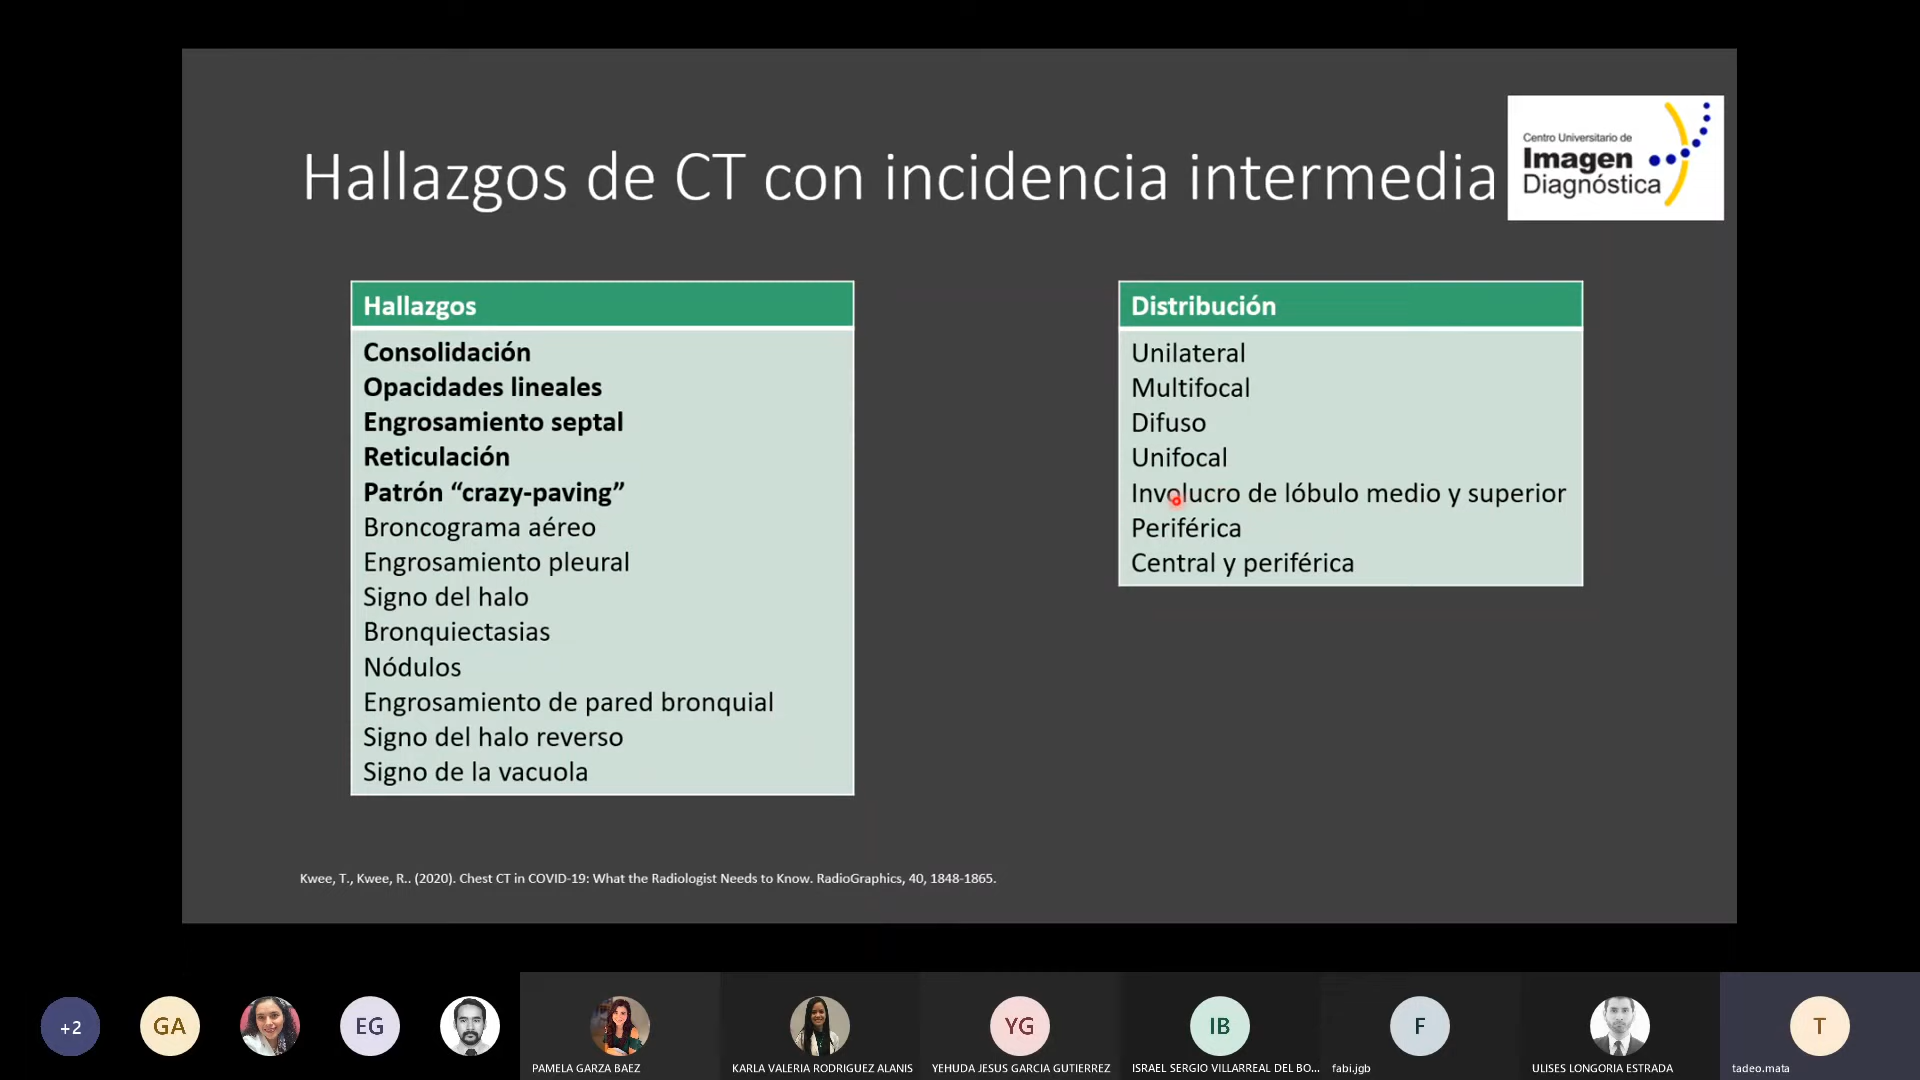 Centro Universitario de
Imagen
Diagnóstica
Hallazgos de CT con incidencia intermedia
Hallazgos
Consolidación
Opacidades lineales
Engrosamiento septal
Reticulación
Patrón “crazy-paving”
Broncograma aéreo
Engrosamiento pleural
Signo del halo
Bronquiectasias
Nódulos
Engrosamiento de pared bronquial
Signo del halo reverso
Signo de la vacuola
Distribución
Unilateral
Multifocal
Difuso
Unifocal
Involucro de lóbulo medio y superior
Periférica
Central y periférica
Kwee, T., Kwee, R.. (2020). Chest CT in COVID-19: What the Radiologist Needs to Know. RadioGraphics, 40, 1848-1865.
+2
GA
EG
PAMELA GARZA BAEZ
KARLA VALERIA RODRIGUEZ ALANIS
YG
YEHUDA JESUS GARCIA GUTIERREZ
IB
ISRAEL SERGIO VILLARREAL DEL BO...
F
fabi.jgb
ULISES LONGORIA ESTRADA
T
tadeo.mata